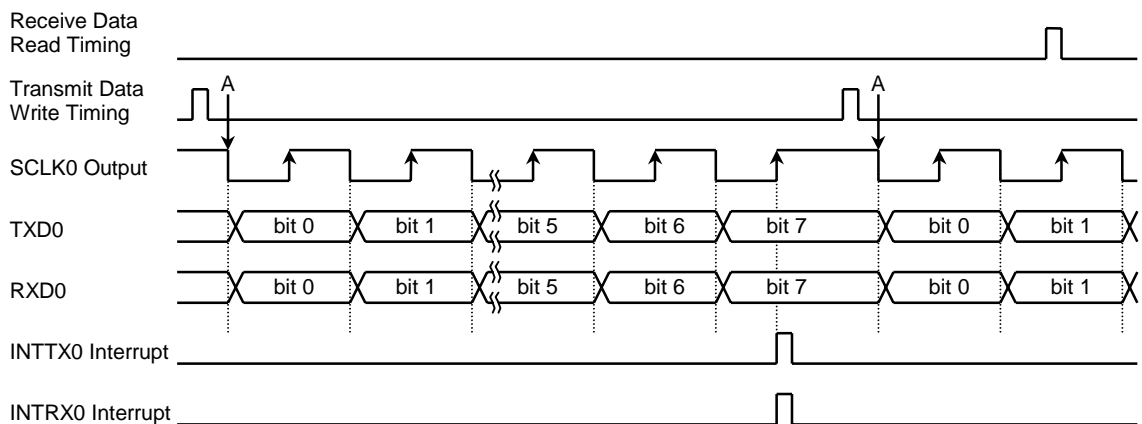 Receive Data
Read Timing
Transmit Data
Write Timing
A
A
SCLK0 Output
TXD0
bit 0
bit 1
bit 5
bit 6
bit 7
bit 0
bit 1
RXD0
bit 0
bit 1
bit 5
bit 6
bit 7
bit 0
bit 1
INTTX0 Interrupt
INTRX0 Interrupt